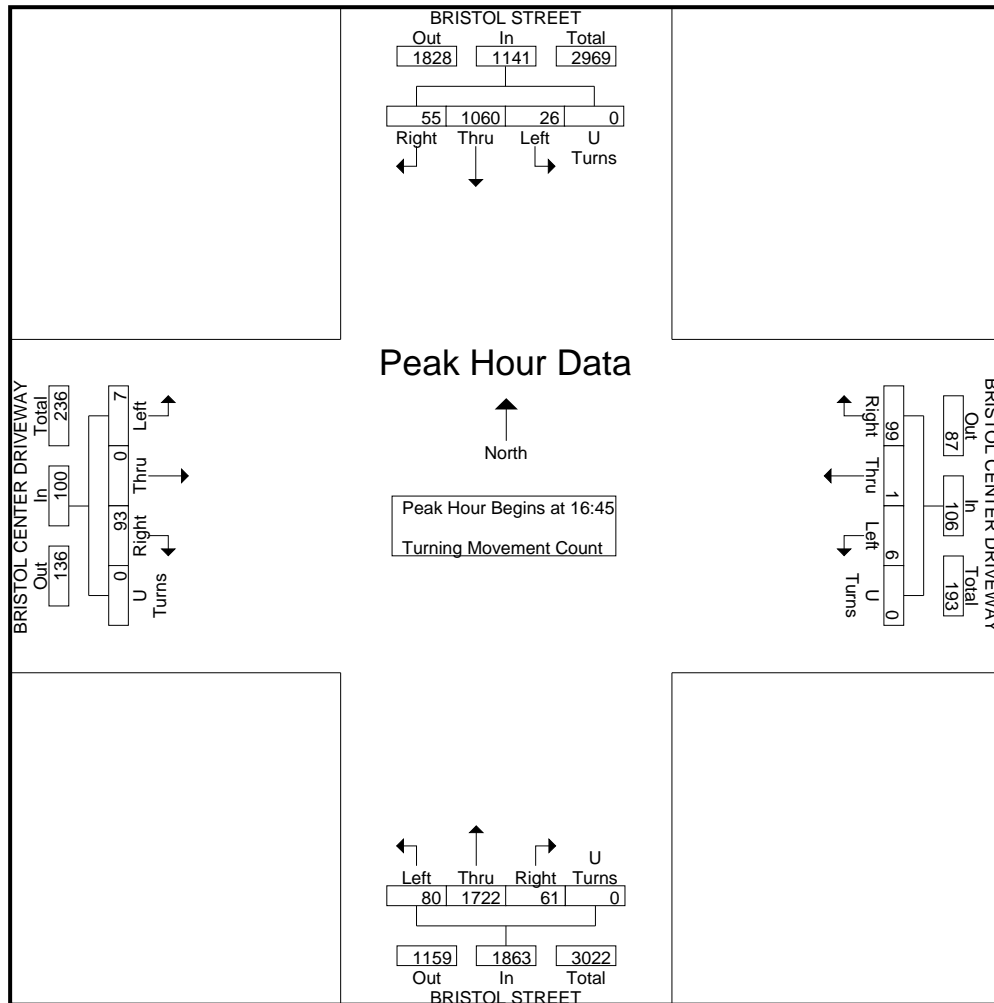 BRISTOL STREET
Out In Total
1828 1141 2969
55 1060 26 0
Right Thru Left U Turns
Peak Hour Data
North
Peak Hour Begins at 16:45
Turning Movement Count
BRISTOL CENTER DRIVEWAY
Out In Total
136 100 236
7 0 93 0
Left Thru Right U Turns
BRISTOL CENTER DRIVEWAY
Out In Total
87 106 193
99 1 6 0
Right Thru Left U Turns
Left Thru Right U Turns
80 1722 61 0
1159 1863 3022
Out In Total
BRISTOL STREET